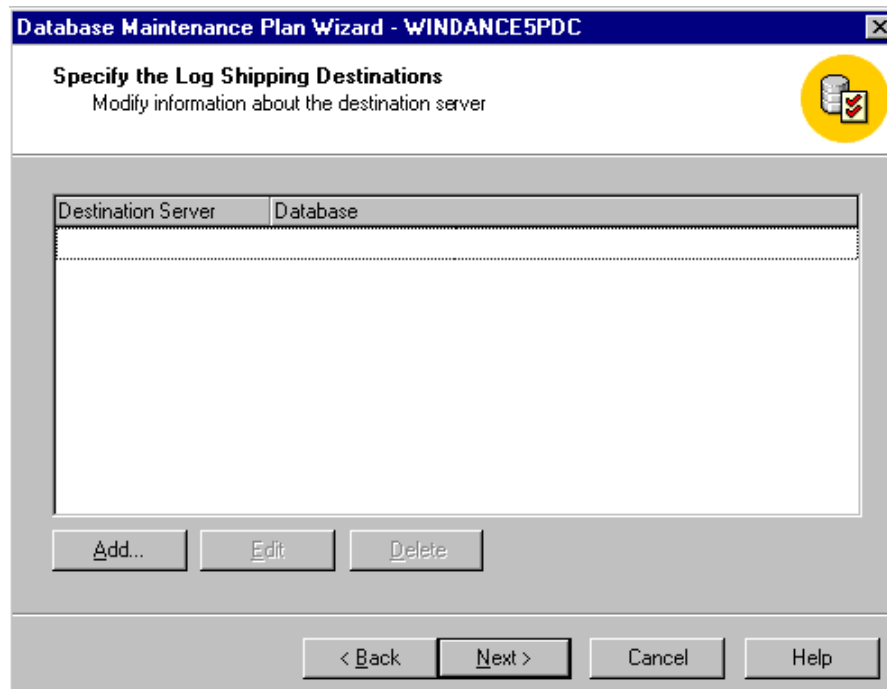 Database Maintenance Plan Wizard - WINDANCE5PDC
Specify the Log Shipping Destinations
Modify information about the destination server
Destination Server Database
Add... Edit Delete
< Back Next > Cancel Help